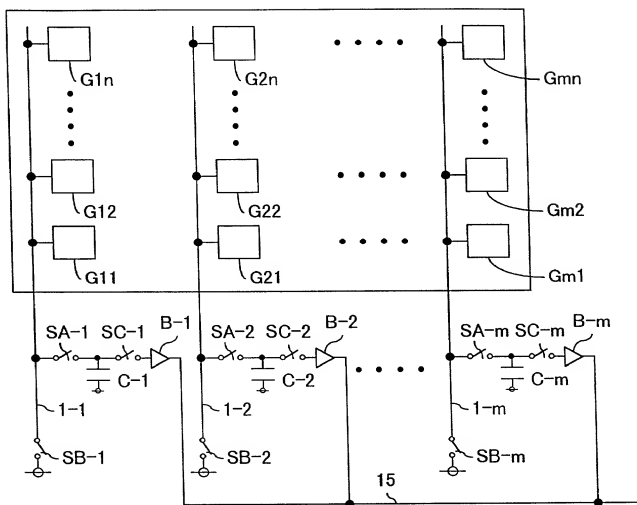 G1n G2n Gmn
G12 G22 Gm2
G11 G21 Gm1
SA-1 SC-1 B-1 SA-2 SC-2 B-2 SA-m SC-m B-m
C-1 C-2 C-m
1-1 1-2 1-m
SB-1 SB-2 SB-m
15